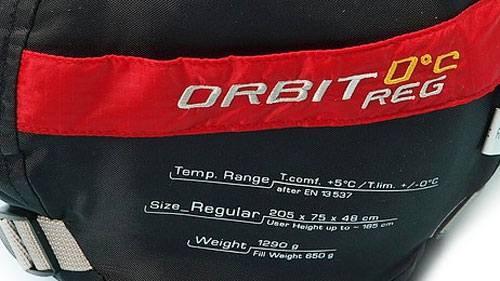 ORBIT 0°C
REG
Temp. Range T.comf. +5°C / T.lim. +/-0°C
after EN 13537
Size_Regular 205 x 75 x 48 cm
User Height up to ~ 185 cm
Weight 1290 g
Fill Weight 650 g